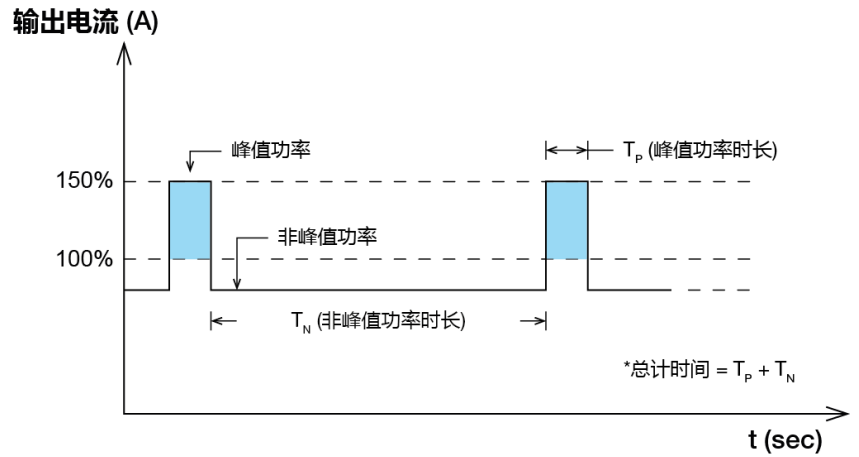 输出电流 (A)
峰值功率
T_P (峰值功率时长)
150%
非峰值功率
100%
T_N (非峰值功率时长)
*总计时间 = T_P + T_N
t (sec)